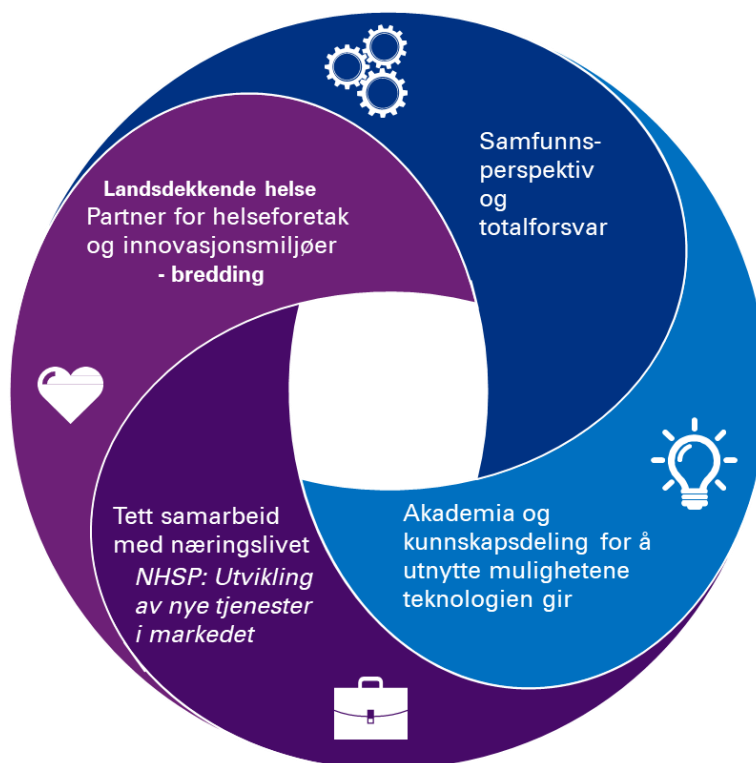 Landsdekkende helse
Partner for helseforetak
og innovasjonsmiljøer
- bredding
Samfunns-
perspektiv
og
totalforsvar
Tett samarbeid
med næringslivet
NHSP: Utvikling
av nye tjenester
i markedet
Akademia og
kunnskapsdeling for å
utnytte mulighetene
teknologien gir